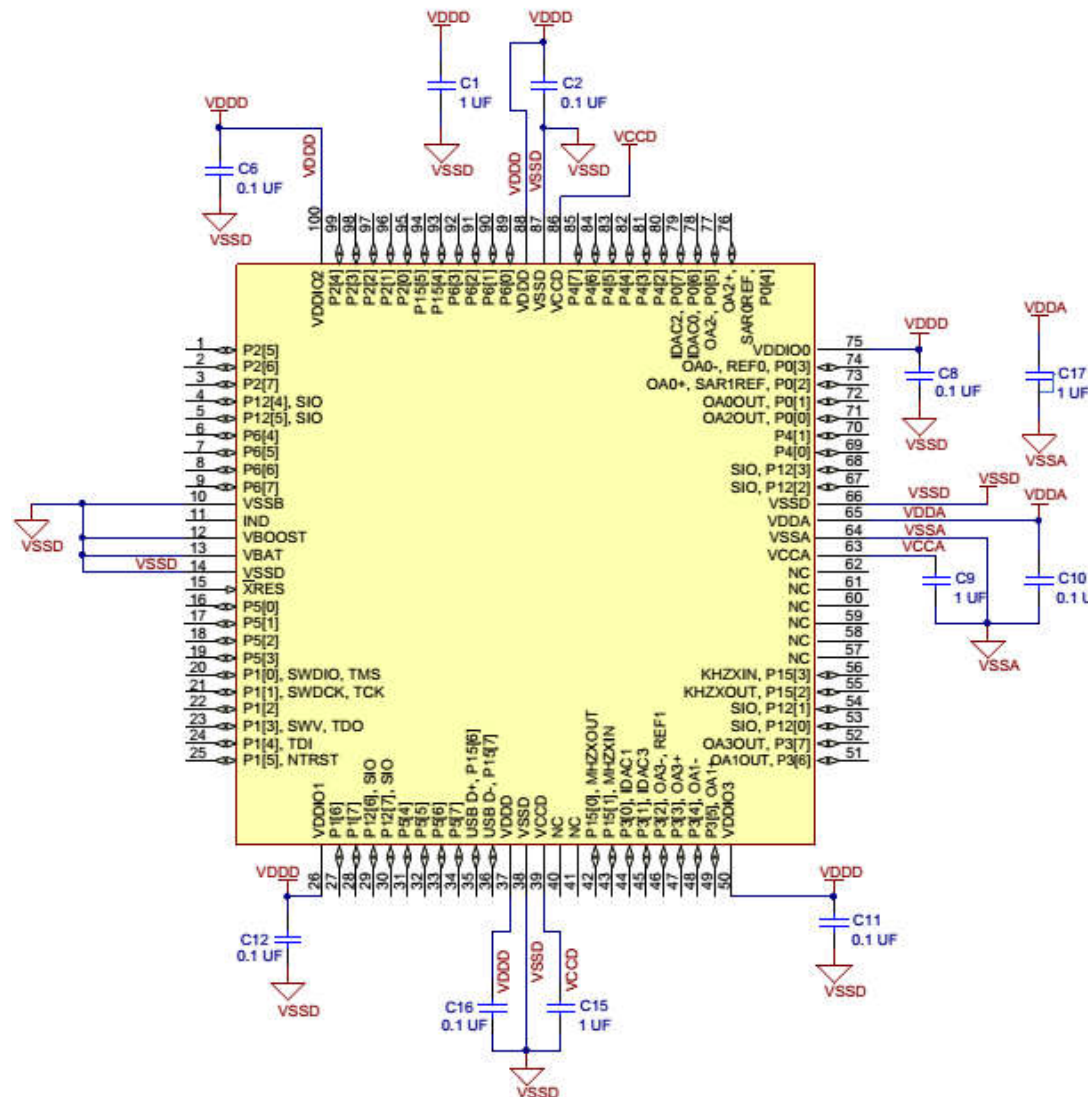 VDDD
VDDD
C1
1 UF
C2
0.1 UF
VDDD
C6
0.1 UF
VDDD
VSSD
VDDD
VSSD
VSSD
VCCD
VSSD
100
99
98
97
96
95
94
93
92
91
90
89
88
87
86
85
84
83
82
81
80
79
78
77
76
VDDIO2
P2[4]
P2[3]
P2[2]
P2[1]
P2[0]
P15[5]
P15[4]
P6[3]
P6[2]
P6[1]
P6[0]
VDDD
VSSD
VCCD
P4[7]
P4[6]
P4[5]
P4[4]
P4[3]
P4[2]
IDAC2, P0[7]
IDAC0, P0[6]
OA2-, P0[5]
OA2+,
SAR0REF,
P0[4]
1 P2[5]
2 P2[6]
3 P2[7]
4 P12[4], SIO
5 P12[5], SIO
6 P6[4]
7 P6[5]
8 P6[6]
9 P6[7]
10 VSSB
11 IND
12 VBOOST
13 VBAT
VSSD 14 VSSD
15 XRES
16 P5[0]
17 P5[1]
18 P5[2]
19 P5[3]
20 P1[0], SWDIO, TMS
21 P1[1], SWDCK, TCK
22 P1[2]
23 P1[3], SWV, TDO
24 P1[4], TDI
25 P1[5], NTRST
VSSD
VDDIO0 75
OA0-, REF0, P0[3] 74
OA0+, SAR1REF, P0[2] 73
OA0OUT, P0[1] 72
OA2OUT, P0[0] 71
P4[1] 70
P4[0] 69
SIO, P12[3] 68
SIO, P12[2] 67
VSSD 66 VSSD
VDDA 65 VDDA
VSSA 64 VSSA
VCCA 63 VCCA
NC 62
NC 61
NC 60
NC 59
NC 58
NC 57
KHZXIN, P15[3] 56
KHZXOUT, P15[2] 55
SIO, P12[1] 54
SIO, P12[0] 53
OA3OUT, P3[7] 52
OA1OUT, P3[6] 51
VDDD
C8
0.1 UF
VSSD
VDDA
C17
1 UF
VSSA
VSSD
VDDA
C9
1 UF
C10
0.1 U
VSSA
VDDIO1
P1[6]
P1[7]
P12[6], SIO
P12[7], SIO
P5[4]
P5[5]
P5[6]
P5[7]
USB D+, P15[6]
USB D-, P15[7]
VDDD
VSSD
VCCD
NC
NC
P15[0], MHZXOUT
P15[1], MHZXIN
P3[0], IDAC1
P3[1], IDAC3
P3[2], OA3-, REF1
P3[3], OA3+
P3[4], OA1-
P3[5], OA1+
VDDIO3
26
27
28
29
30
31
32
33
34
35
36
37
38
39
40
41
42
43
44
45
46
47
48
49
50
VDDD
C12
0.1 UF
VSSD
VDDD
VSSD
VCCD
C16
0.1 UF
C15
1 UF
VSSD
VDDD
C11
0.1 UF
VSSD